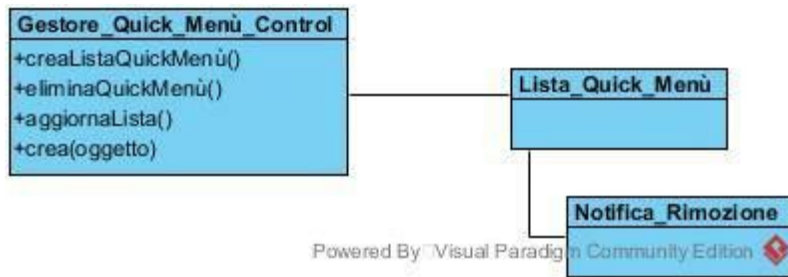 Gestore_Quick_Menù_Control
+creaListaQuickMenù()
+eliminaQuickMenù()
+aggiornaLista()
+crea(oggetto)
Lista_Quick_Menù
Notifica_Rimozione
Powered By Visual Paradigm Community Edition